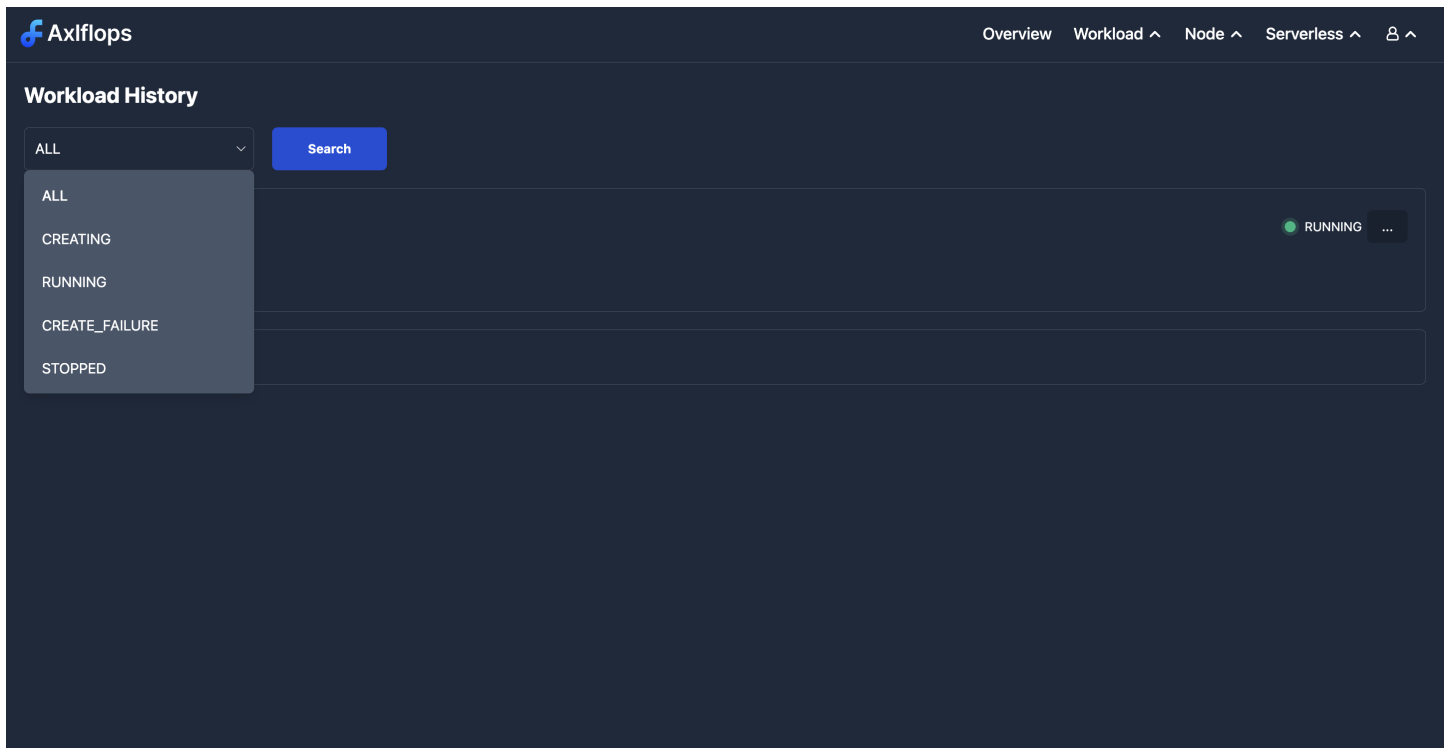 Axlflops
Overview Workload Node Serverless
Workload History
ALL
Search
ALL
CREATING
RUNNING
CREATE_FAILURE
STOPPED
RUNNING ...